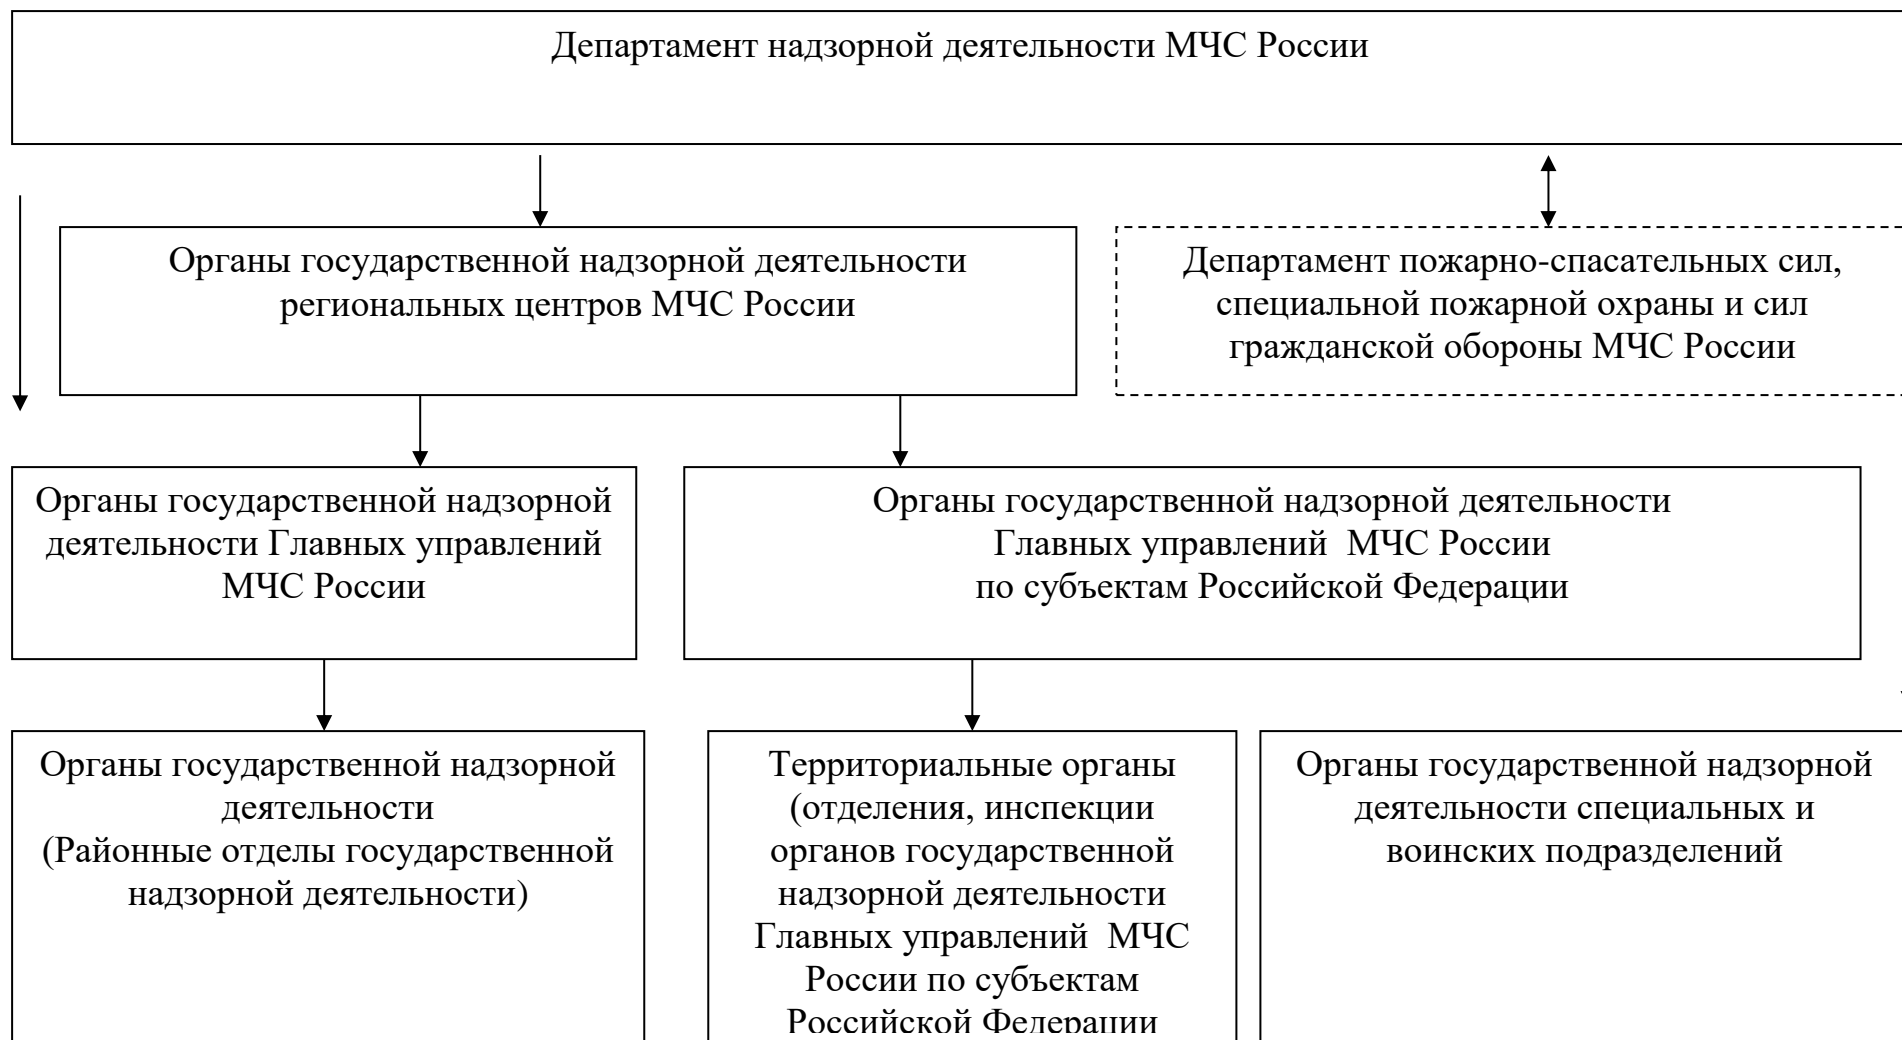 Департамент надзорной деятельности МЧС России
Органы государственной надзорной деятельности
региональных центров МЧС России
Департамент пожарно-спасательных сил,
специальной пожарной охраны и сил
гражданской обороны МЧС России
Органы государственной надзорной
деятельности Главных управлений
МЧС России
Органы государственной надзорной деятельности
Главных управлений  МЧС России
по субъектам Российской Федерации
Органы государственной надзорной
деятельности
(Районные отделы государственной
надзорной деятельности)
Территориальные органы
(отделения, инспекции
органов государственной
надзорной деятельности
Главных управлений  МЧС
России по субъектам
Российской Федерации
Органы государственной надзорной
деятельности специальных и
воинских подразделений